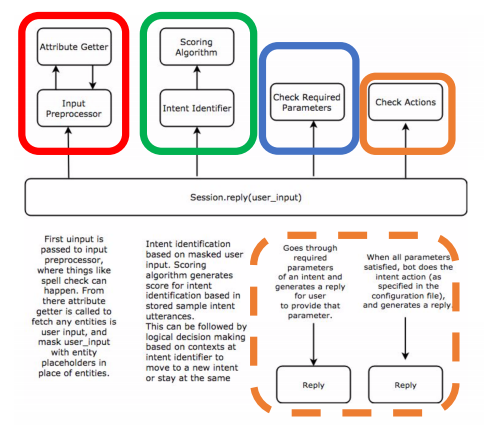 Attribute Getter
Input
Preprocessor
Scoring
Algorithm
Intent Identifier
Check Required
Parameters
Check Actions
Session.reply(user_input)
First uinput is
passed to input
preprocessor,
where things like
spell check can
happen. From
there attribute
getter is called to
fetch any entities is
user input, and
mask user_input
with entity
placeholders in
place of entities.
Intent identification
based on masked user
input. Scoring
algorithm generates
score for intent
identification based in
stored sample intent
utterances.
This can be followed by
logical decision making
based on contexts at
intent identifier to
move to a new intent
or stay at the same
Goes through
required
parameters
of an intent and
generates a reply
for user
to provide that
parameter.
Reply
When all parameters
satisfied, bot does the
intent action (as
specified in the
configuration file),
and generates a reply
Reply